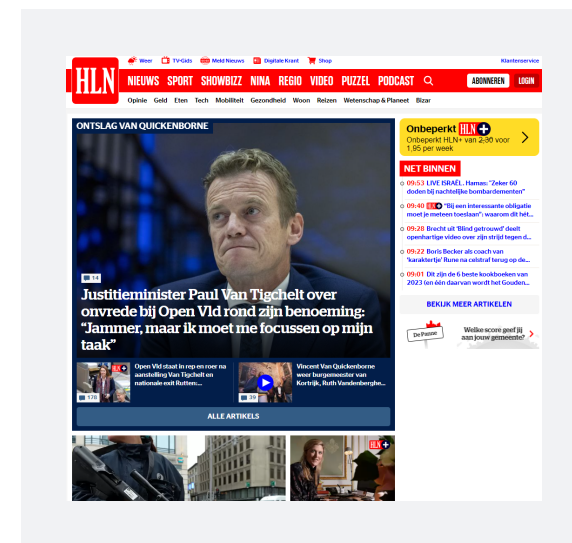 Weer TV-Gids Meld Nieuws Digitale Krant Shop Klantenservice
HLN
NIEUWS SPORT SHOWBIZZ NINA REGIO VIDEO PUZZEL PODCAST ABONNEREN LOGIN
Opinie Geld Eten Tech Mobiliteit Gezondheid Woon Reizen Wetenschap & Planeet Bizar
ONTSLAG VAN QUICKENBORNE
14
Justitieminister Paul Van Tigchelt over
onvrede bij Open Vld rond zijn benoeming:
“Jammer, maar ik moet me focussen op mijn
taak”
HLN+
178
Open Vld staat in rep en roer na
aanstelling Van Tigchelt en
nationale exit Rutten:...
39
Vincent Van Quickenborne
weer burgemeester van
Kortrijk, Ruth Vandenberghe...
ALLE ARTIKELS
HLN+
Onbeperkt HLN+
Onbeperkt HLN+ van 2,30 voor
1,95 per week
NET BINNEN
09:53 LIVE ISRAËL. Hamas: “Zeker 60
doden bij nachtelijke bombardementen”
09:40 HLN+ “Bij een interessante obligatie
moet je meteen toeslaan”: waarom dit hét...
09:28 Brecht uit ‘Blind getrouwd’ deelt
openhartige video over zijn strijd tegen d...
09:22 Boris Becker als coach van
‘karaktertje’ Rune na celstraf terug op de...
09:01 Dit zijn de 6 beste kookboeken van
2023 (en één daarvan wordt het Gouden...
BEKIJK MEER ARTIKELEN
De Panne
Welke score geef jij
aan jouw gemeente?